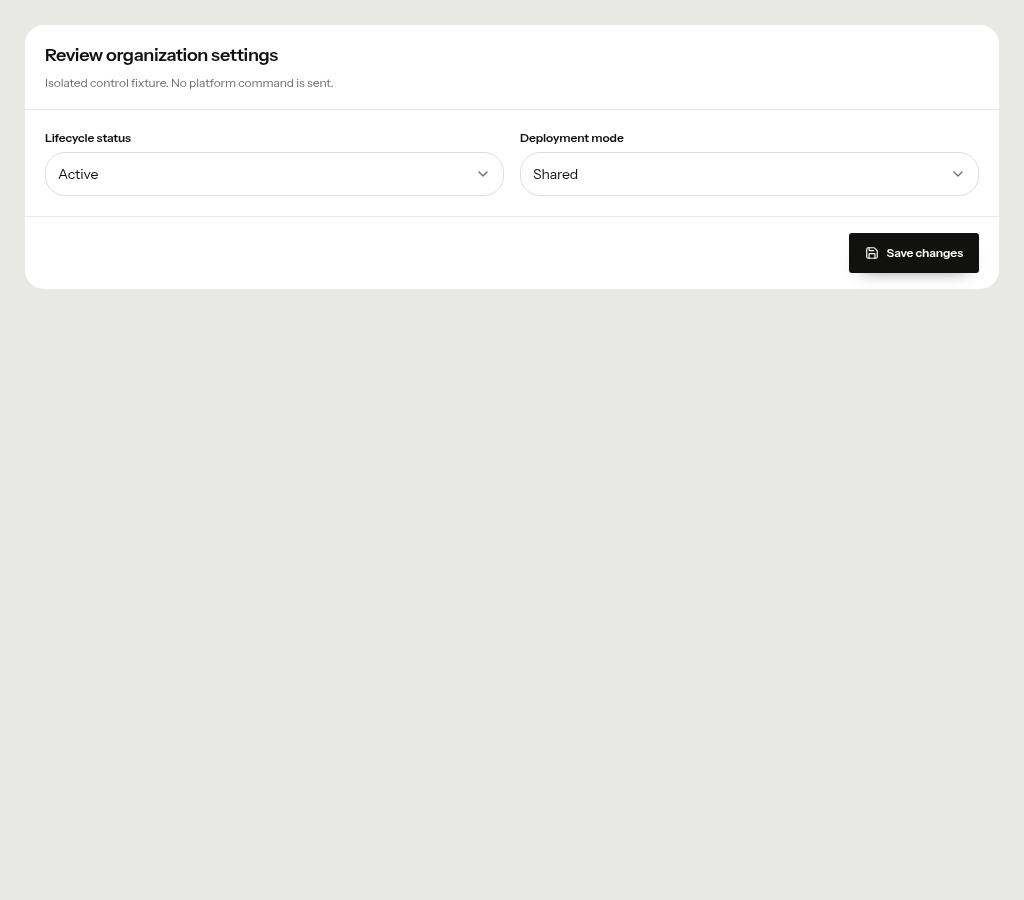 Review organization settings
Isolated control fixture. No platform command is sent.
Lifecycle status
Deployment mode
Active
Shared
Save changes